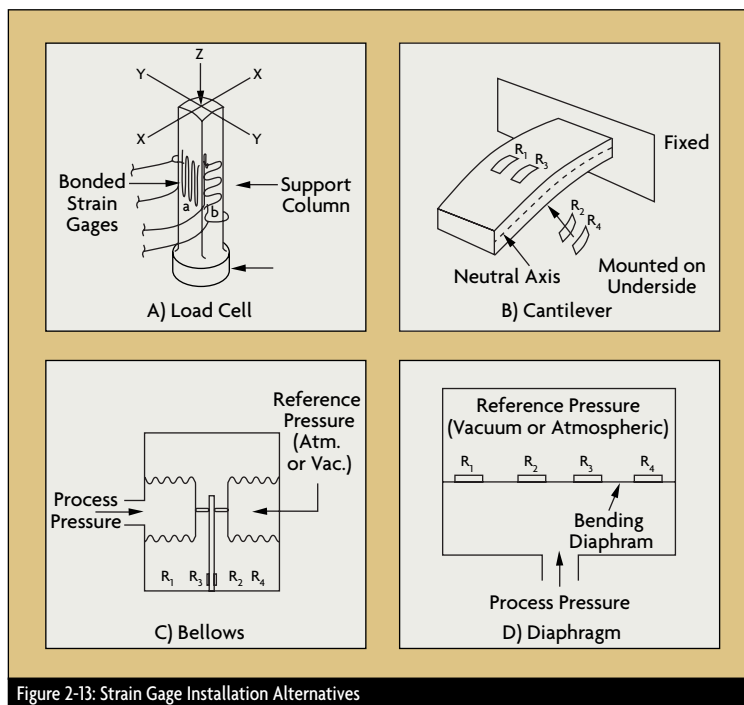 Z
Y
X
X
Y
Bonded
Strain
Gages
a
b
Support
Column
A) Load Cell
Fixed
R1
R3
R2
R4
Neutral Axis
Mounted on
Underside
B) Cantilever
Reference
Pressure
(Atm.
or Vac.)
Process
Pressure
R1 R3 R2 R4
C) Bellows
Reference Pressure
(Vacuum or Atmospheric)
R1 R2 R3 R4
Bending
Diaphram
Process Pressure
D) Diaphragm
Figure 2-13: Strain Gage Installation Alternatives